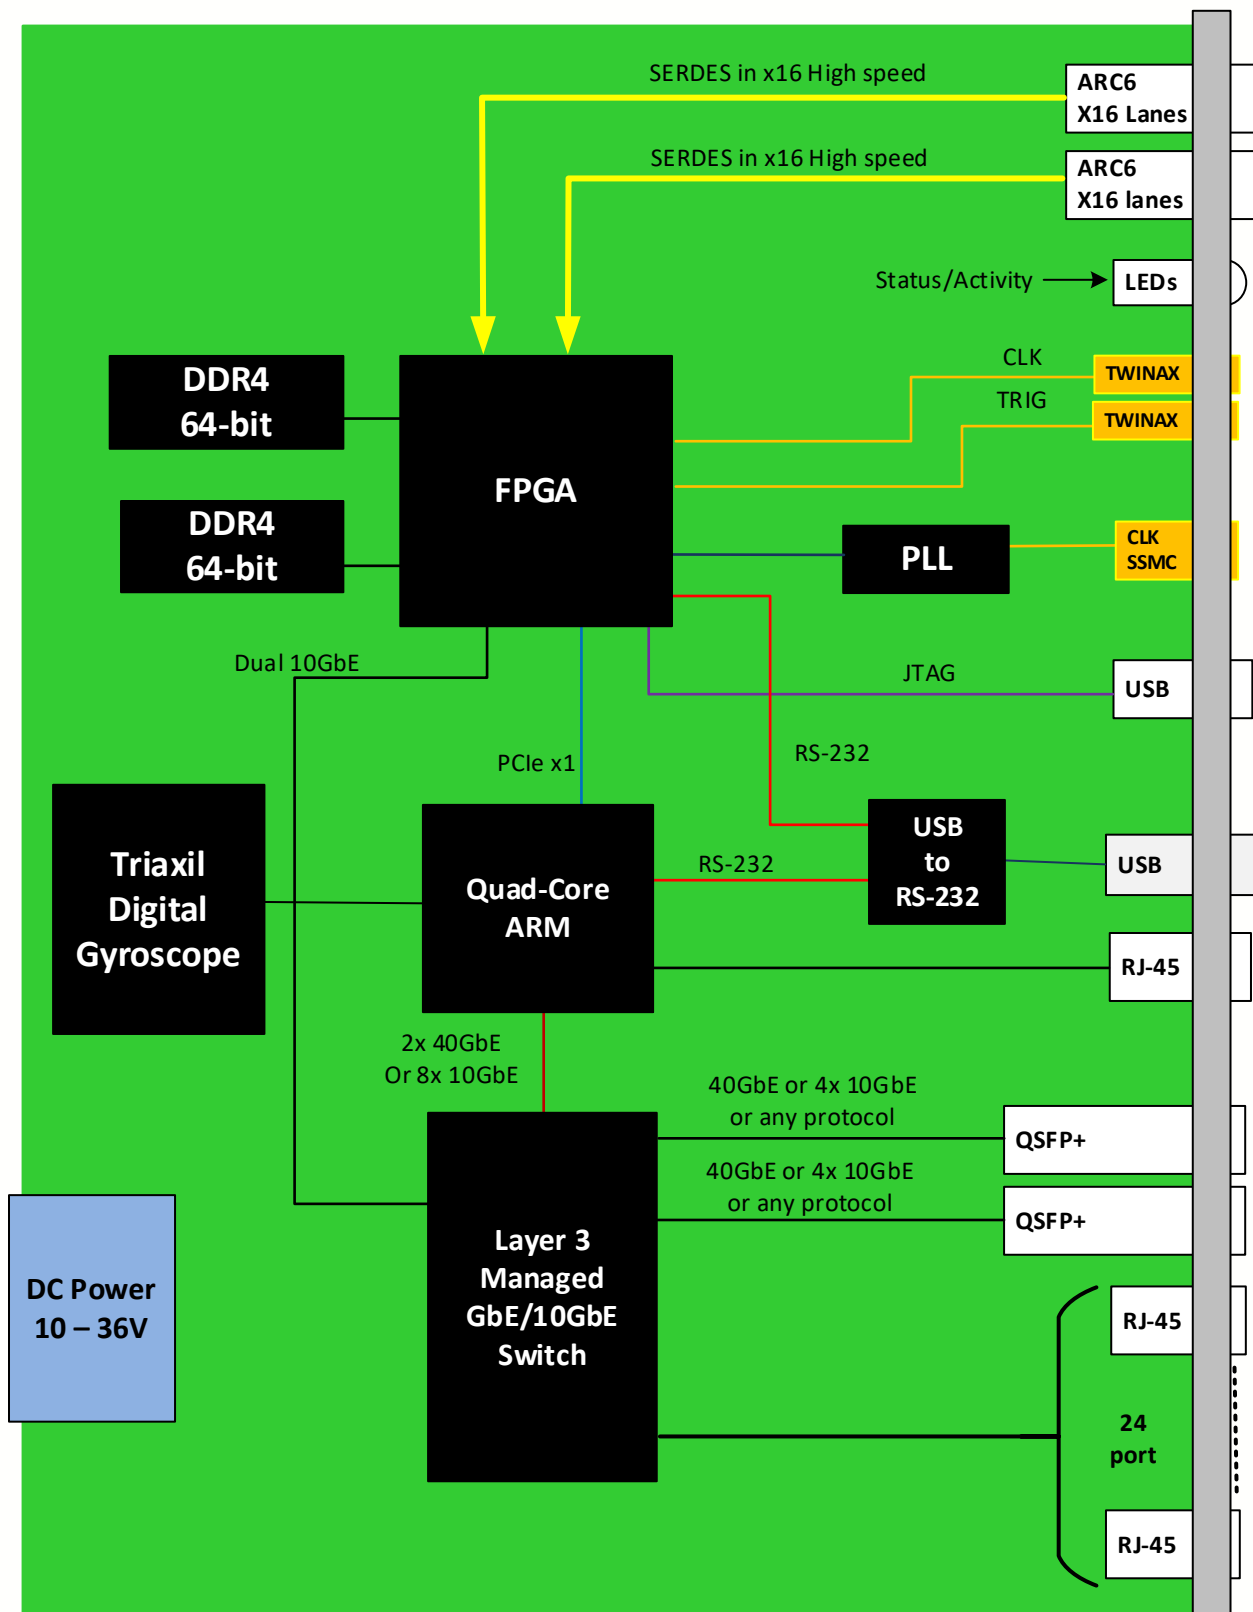 SERDES in x16 High speed
ARC6
X16 Lanes
SERDES in x16 High speed
ARC6
X16 lanes
Status/Activity
LEDs
CLK
TWINAX
TRIG
TWINAX
DDR4
64-bit
FPGA
DDR4
64-bit
PLL
CLK
SSMC
Dual 10GbE
JTAG
USB
PCIe x1
RS-232
Triaxil
Digital
Gyroscope
Quad-Core
ARM
RS-232
USB
to
RS-232
USB
RJ-45
2x 40GbE
Or 8x 10GbE
40GbE or 4x 10GbE
or any protocol
QSFP+
40GbE or 4x 10GbE
or any protocol
QSFP+
Layer 3
Managed
GbE/10GbE
Switch
DC Power
10 – 36V
RJ-45
24
port
RJ-45